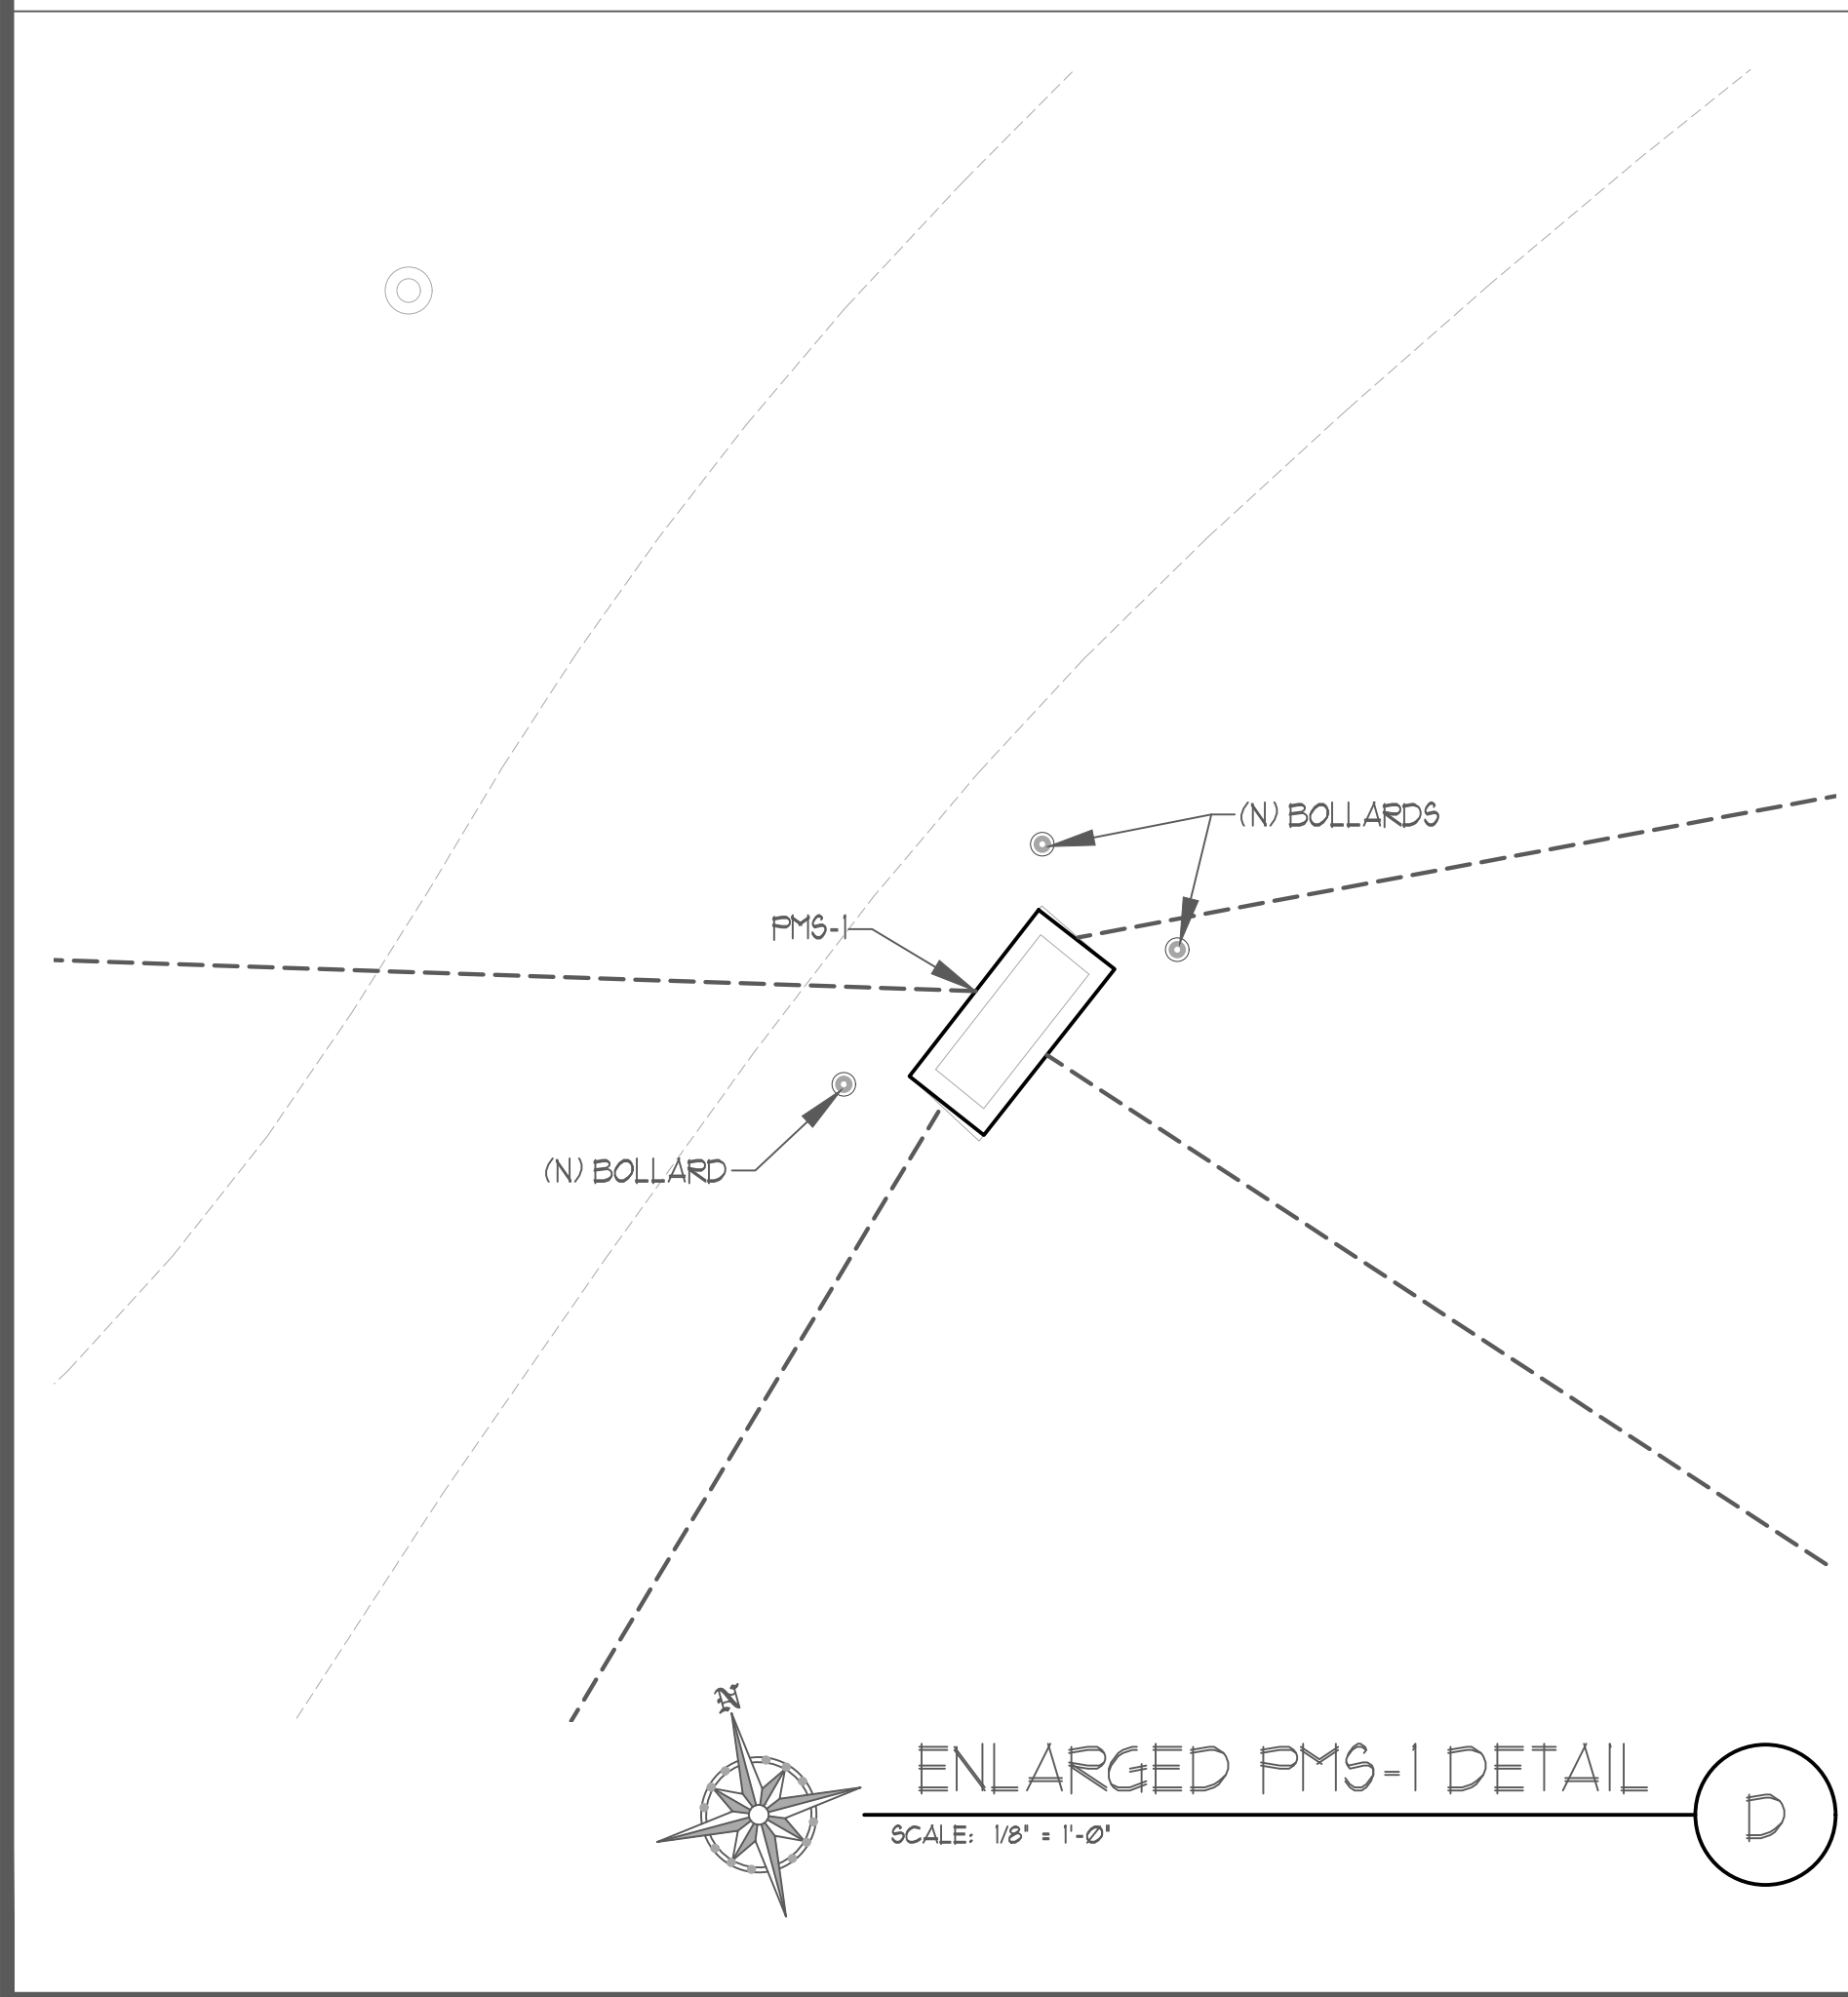 (N) BOLLARDS
PMS-1
(N) BOLLARD
N
ENLARGED PMS-1 DETAIL
D
SCALE: 1/8" = 1'-0"